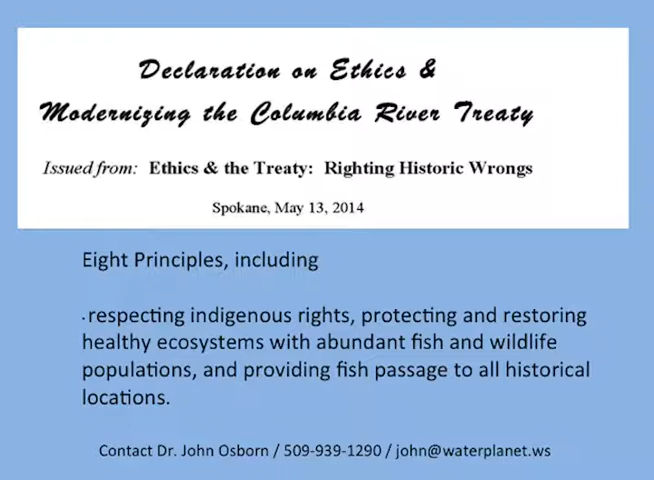 Declaration on Ethics &
Modernizing the Columbia River Treaty
Issued from: Ethics & the Treaty: Righting Historic Wrongs
Spokane, May 13, 2014
Eight Principles, including
· respecting indigenous rights, protecting and restoring
healthy ecosystems with abundant fish and wildlife
populations, and providing fish passage to all historical
locations.
Contact Dr. John Osborn / 509-939-1290 / john@waterplanet.ws